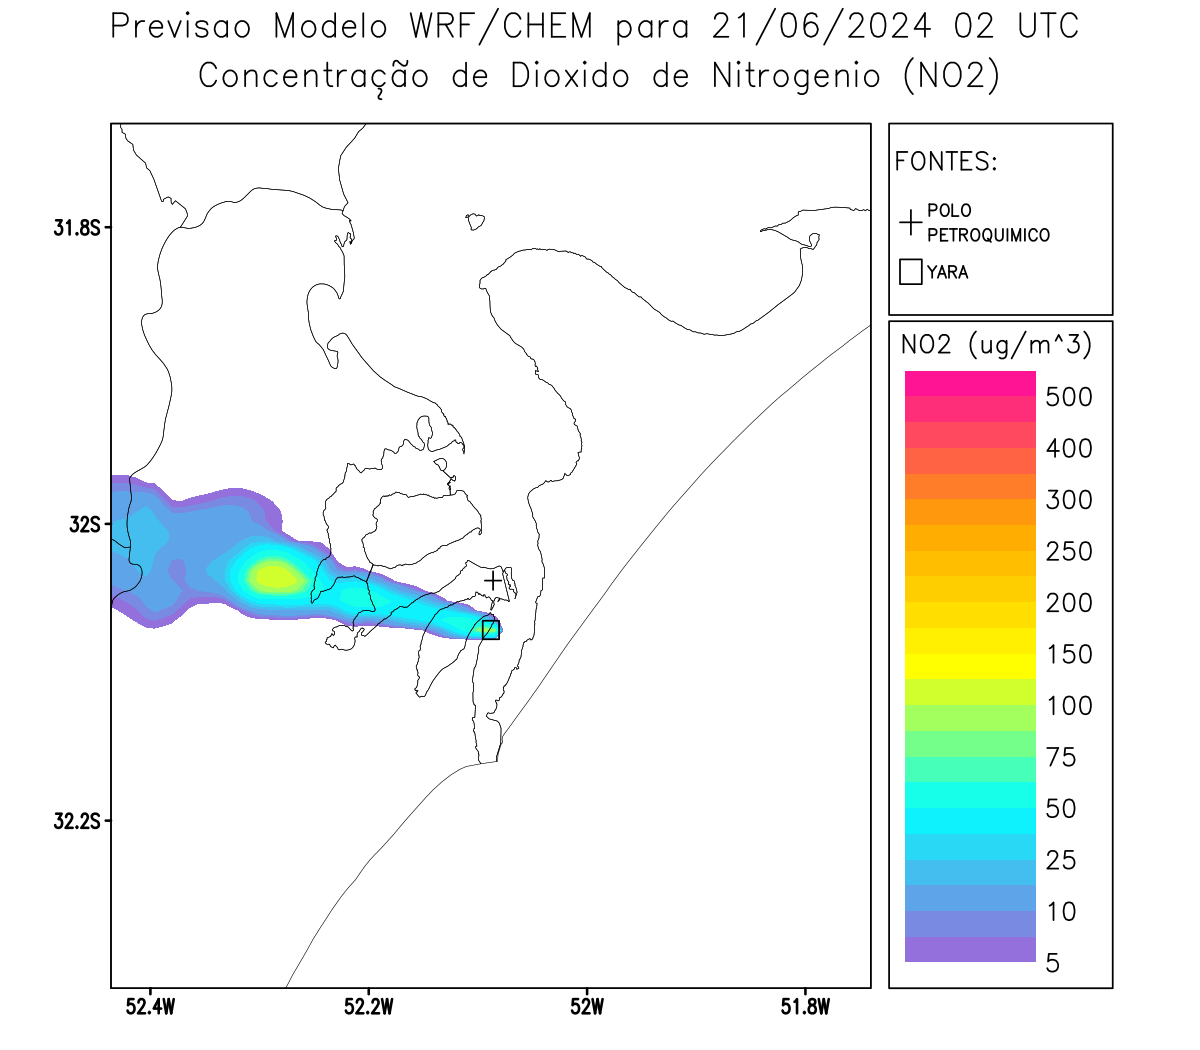 Previsao Modelo WRF/CHEM para 21/06/2024 02 UTC
Concentração de Dioxido de Nitrogenio (NO2)
FONTES:
POLO
PETROQUIMICO
YARA
NO2 (ug/m^3)
500
400
300
250
200
150
100
75
50
25
10
5
31.8S
32S
32.2S
52.4W
52.2W
52W
51.8W